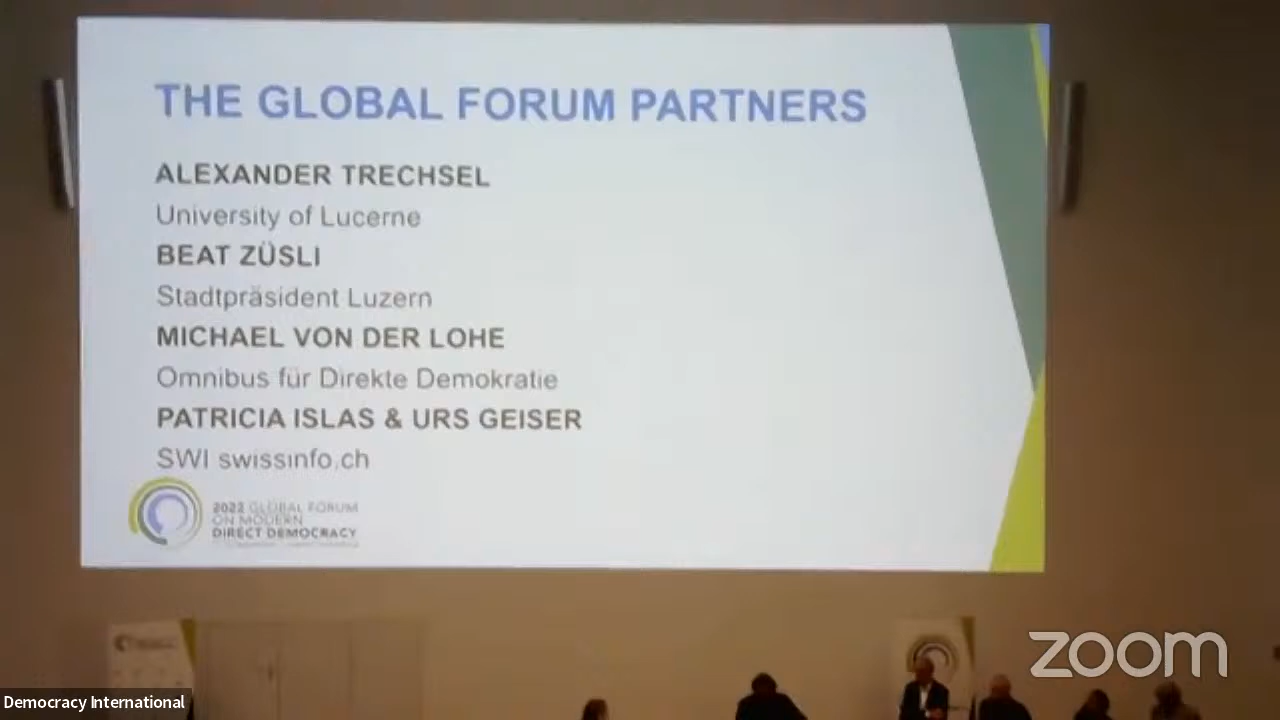 THE GLOBAL FORUM PARTNERS
ALEXANDER TRECHSEL
University of Lucerne
BEAT ZÜSLI
Stadtpräsident Luzern
MICHAEL VON DER LOHE
Omnibus für Direkte Demokratie
PATRICIA ISLAS & URS GEISER
SWI swissinfo.ch
2022 GLOBAL FORUM
ON MODERN
DIRECT DEMOCRACY
zoom
Democracy International